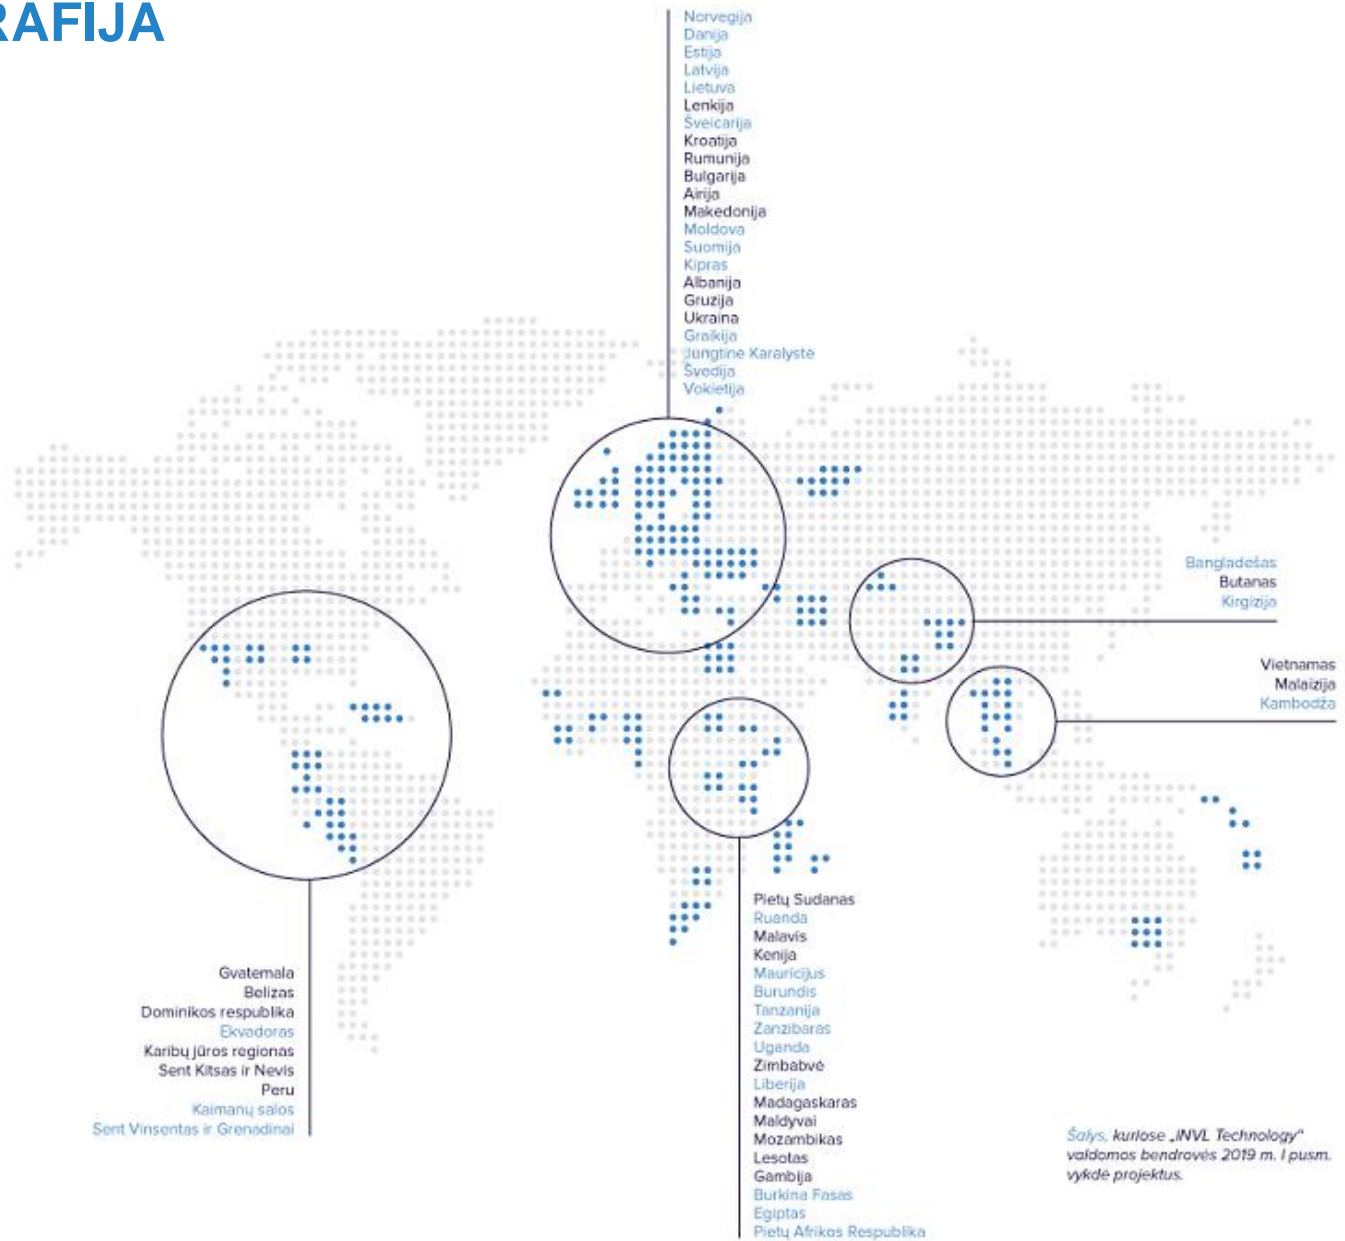 RAFIJA
Norvegija
Danija
Estija
Latvija
Lietuva
Lenkija
Šveicarija
Kroatija
Rumunija
Bulgarija
Airija
Makedonija
Moldova
Suomija
Kipras
Albanija
Gruzija
Ukraina
Graikija
Jungtinė Karalystė
Švedija
Vokietija
Bangladešas
Butanas
Kirgizija
Vietnamas
Malaizija
Kambodža
Gvatemala
Belizas
Dominikos respublika
Ekvadoras
Karibų jūros regionas
Sent Kitsas ir Nevis
Peru
Kaimanų salos
Sent Vinsentas ir Grenadinai
Pietų Sudanas
Ruanda
Malavis
Kenija
Mauricijus
Burundis
Tanzanija
Zanzibaras
Uganda
Zimbabvė
Liberija
Madagaskaras
Maldyvai
Mozambikas
Lesotas
Gambija
Burkina Fasas
Egiptas
Pietų Afrikos Respublika
Šalys, kuriose „INVL Technology“
valdomos bendrovės 2019 m. I pusm.
vykdė projektus.